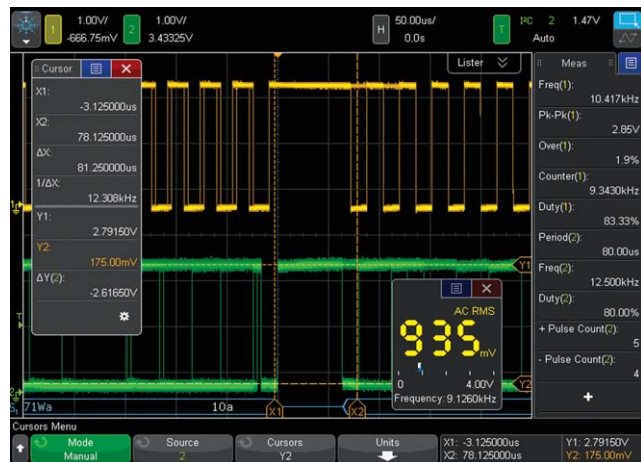 1 1.00V/ -666.75mV 2 1.00V/ 3.43325V H 50.00us/ 0.0s T I²C 2 1.47V Auto
Lister
Cursor
X1:
-3.125000us
X2:
78.125000us
ΔX:
81.250000us
1/ΔX:
12.308kHz
Y1:
2.79150V
Y2:
175.00mV
ΔY(2):
-2.61650V
Meas
Freq(1):
10.417kHz
Pk-Pk(1):
2.85V
Over(1):
1.9%
Counter(1):
9.3430kHz
Duty(1):
83.33%
Period(2):
80.00us
Freq(2):
12.500kHz
Duty(2):
80.00%
+ Pulse Count(2):
5
- Pulse Count(2):
4
+
Y1
Y2
AC RMS
935 mV
0 4.00V
Frequency: 9.1260kHz
S1 71Wa 10a X1 X2
Cursors Menu
Mode
Manual
Source
2
Cursors
Y2
Units
X1: -3.125000us
X2: 78.125000us
Y1: 2.79150V
Y2: 175.00mV